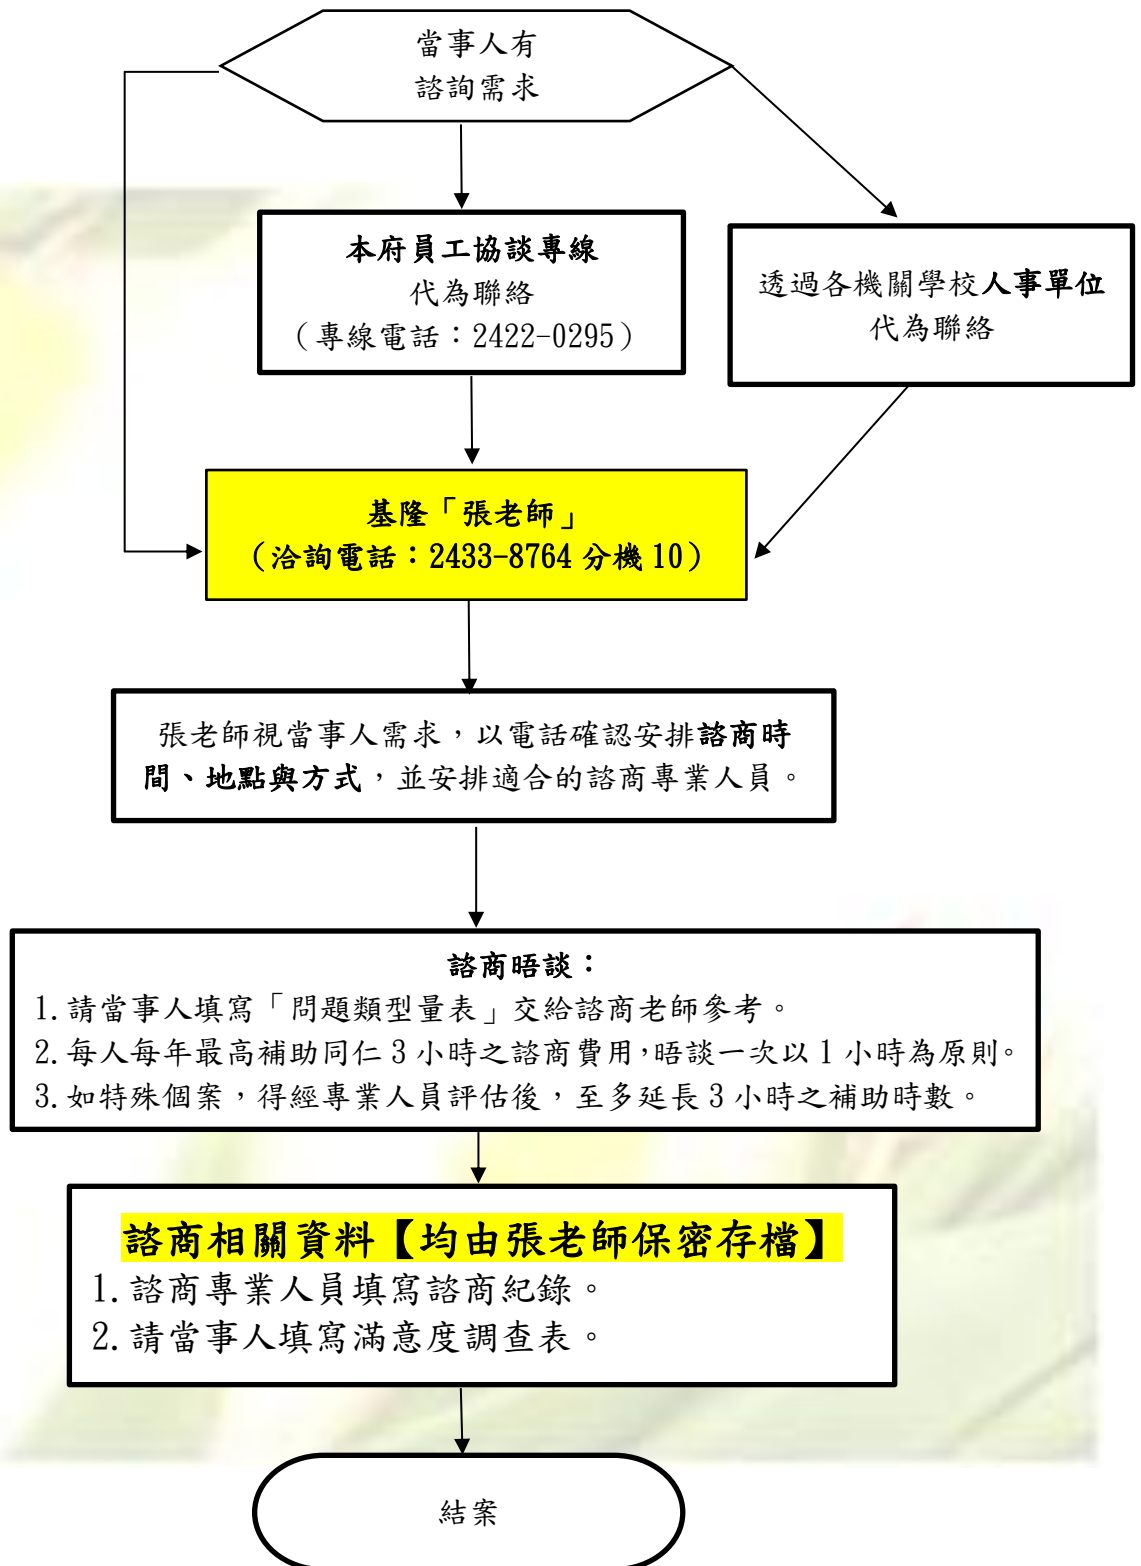 當事人有
諮詢需求
本府員工協談專線
代為聯絡
（專線電話：2422-0295）
透過各機關學校人事單位
代為聯絡
基隆「張老師」
（洽詢電話：2433-8764 分機 10）
張老師視當事人需求，以電話確認安排諮商時
間、地點與方式，並安排適合的諮商專業人員。
諮商晤談：
1.請當事人填寫「問題類型量表」交給諮商老師參考。
2.每人每年最高補助同仁 3 小時之諮商費用，晤談一次以 1 小時為原則。
3.如特殊個案，得經專業人員評估後，至多延長 3 小時之補助時數。
諮商相關資料【均由張老師保密存檔】
1.諮商專業人員填寫諮商紀錄。
2.請當事人填寫滿意度調查表。
結案